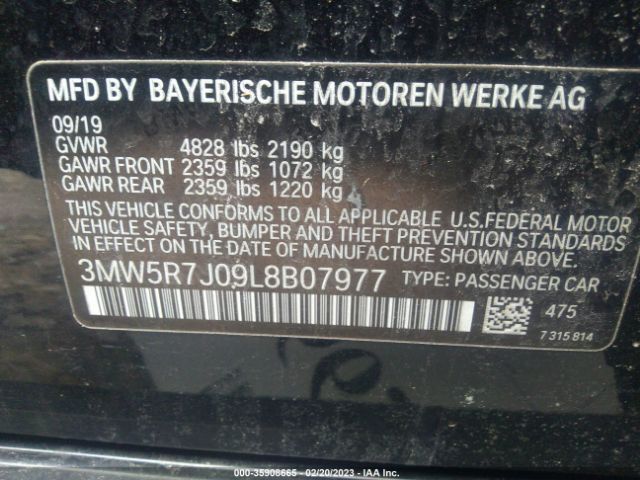 MFD BY BAYERISCHE MOTOREN WERKE AG
09/19
GVWR 4828 lbs 2190 kg
GAWR FRONT 2359 lbs 1072 kg
GAWR REAR 2359 lbs 1220 kg
THIS VEHICLE CONFORMS TO ALL APPLICABLE U.S.FEDERAL MOTOR
VEHICLE SAFETY, BUMPER AND THEFT PREVENTION STANDARDS
IN EFFECT ON THE DATE OF MANUFACTURE SHOWN ABOVE.
3MW5R7J09L8B07977 TYPE: PASSENGER CAR
475
7 315 814
000-35908665 - 02/20/2023 - IAA Inc.